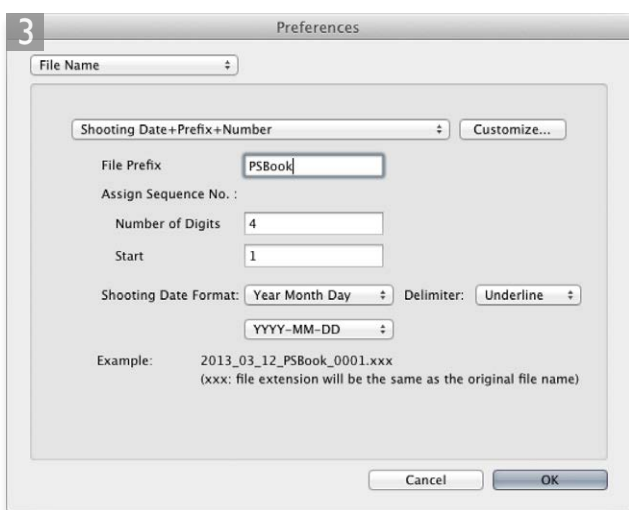 3
Preferences
File Name
Shooting Date+Prefix+Number Customize...
File Prefix PSBook
Assign Sequence No. :
Number of Digits 4
Start 1
Shooting Date Format: Year Month Day Delimiter: Underline
YYYY-MM-DD
Example: 2013_03_12_PSBook_0001.xxx
(xxx: file extension will be the same as the original file name)
Cancel OK